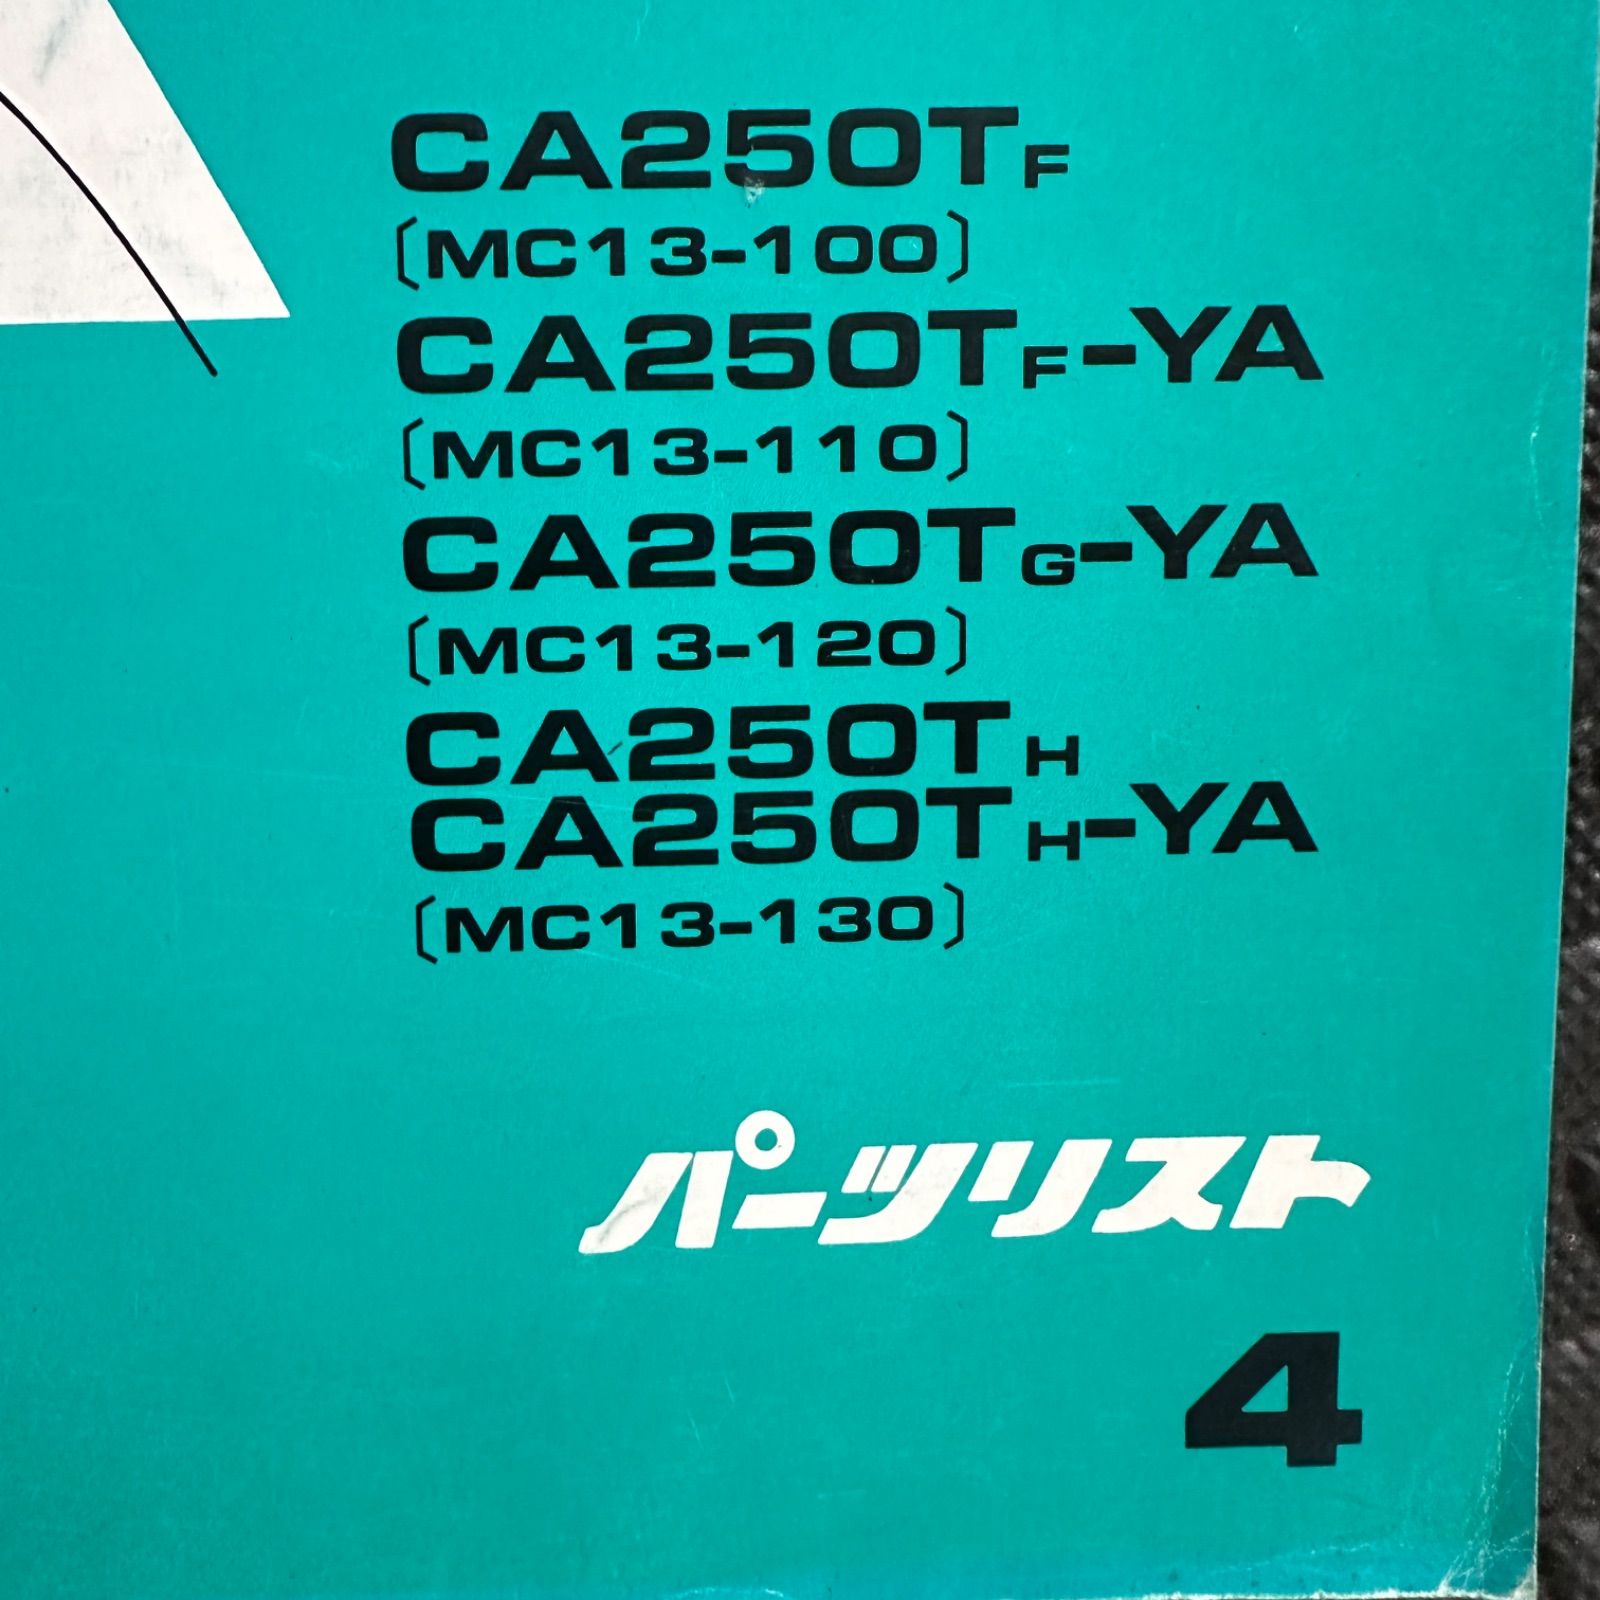 CA250TF
〔MC13-100〕
CA250TF-YA
〔MC13-110〕
CA250TG-YA
〔MC13-120〕
CA250TH
CA250TH-YA
〔MC13-130〕
パーツリスト
4